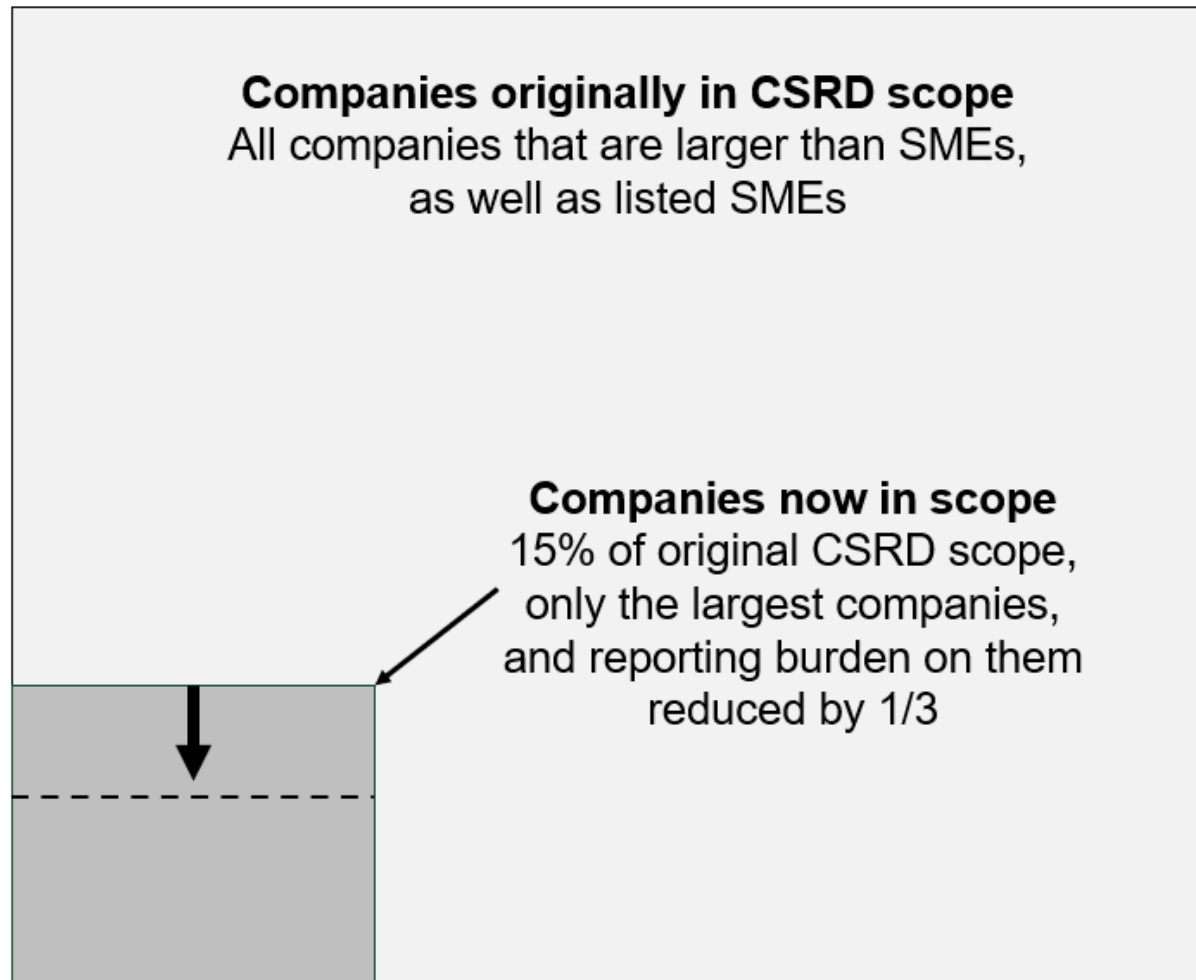 Companies originally in CSRD scope
All companies that are larger than SMEs,
as well as listed SMEs
Companies now in scope
15% of original CSRD scope,
only the largest companies,
and reporting burden on them
reduced by 1/3